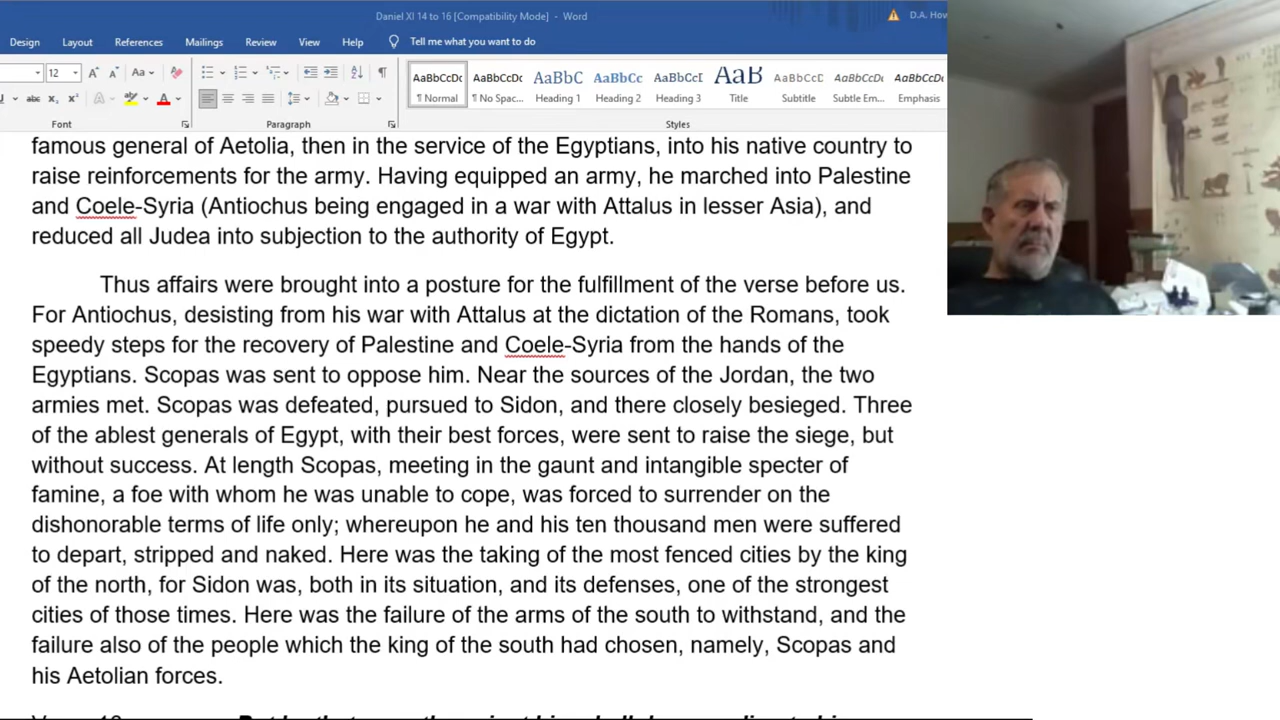 Daniel XI 14 to 16 [Compatibility Mode] - Word
D.A. How
Design Layout References Mailings Review View Help Tell me what you want to do
12 Aa
AaBbCcDc AaBbCcDc AaBbC AaBbCc AaBbCcI AaB AaBbCcD AaBbCcDc AaBbCcDc
¶ Normal ¶ No Spac... Heading 1 Heading 2 Heading 3 Title Subtitle Subtle Em... Emphasis
Font Paragraph Styles
famous general of Aetolia, then in the service of the Egyptians, into his native country to
raise reinforcements for the army. Having equipped an army, he marched into Palestine
and Coele-Syria (Antiochus being engaged in a war with Attalus in lesser Asia), and
reduced all Judea into subjection to the authority of Egypt.
Thus affairs were brought into a posture for the fulfillment of the verse before us.
For Antiochus, desisting from his war with Attalus at the dictation of the Romans, took
speedy steps for the recovery of Palestine and Coele-Syria from the hands of the
Egyptians. Scopas was sent to oppose him. Near the sources of the Jordan, the two
armies met. Scopas was defeated, pursued to Sidon, and there closely besieged. Three
of the ablest generals of Egypt, with their best forces, were sent to raise the siege, but
without success. At length Scopas, meeting in the gaunt and intangible specter of
famine, a foe with whom he was unable to cope, was forced to surrender on the
dishonorable terms of life only; whereupon he and his ten thousand men were suffered
to depart, stripped and naked. Here was the taking of the most fenced cities by the king
of the north, for Sidon was, both in its situation, and its defenses, one of the strongest
cities of those times. Here was the failure of the arms of the south to withstand, and the
failure also of the people which the king of the south had chosen, namely, Scopas and
his Aetolian forces.